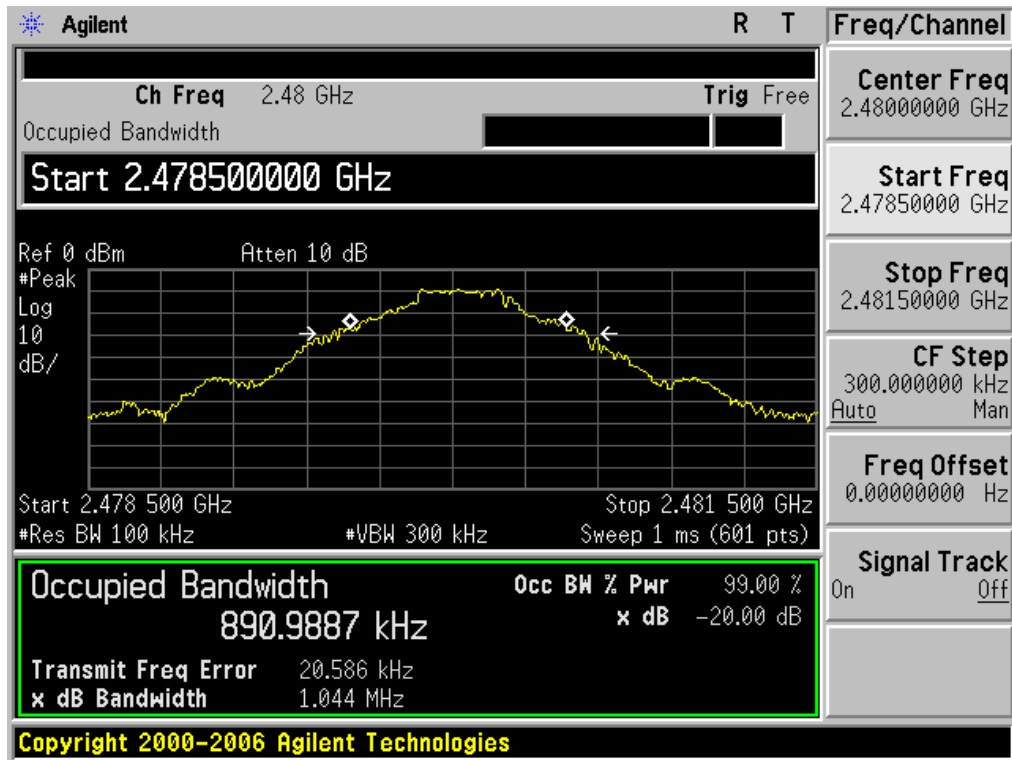 Agilent R T
Freq/Channel
Ch Freq 2.48 GHz Trig Free
Occupied Bandwidth
Start 2.478500000 GHz
Ref 0 dBm Atten 10 dB
#Peak
Log
10
dB/
Start 2.478 500 GHz Stop 2.481 500 GHz
#Res BW 100 kHz #VBW 300 kHz Sweep 1 ms (601 pts)
Occupied Bandwidth
890.9887 kHz
Occ BW % Pwr 99.00 %
x dB -20.00 dB
Transmit Freq Error 20.586 kHz
x dB Bandwidth 1.044 MHz
Center Freq
2.48000000 GHz
Start Freq
2.47850000 GHz
Stop Freq
2.48150000 GHz
CF Step
300.000000 kHz
Auto Man
Freq Offset
0.00000000 Hz
Signal Track
On Off
Copyright 2000-2006 Agilent Technologies